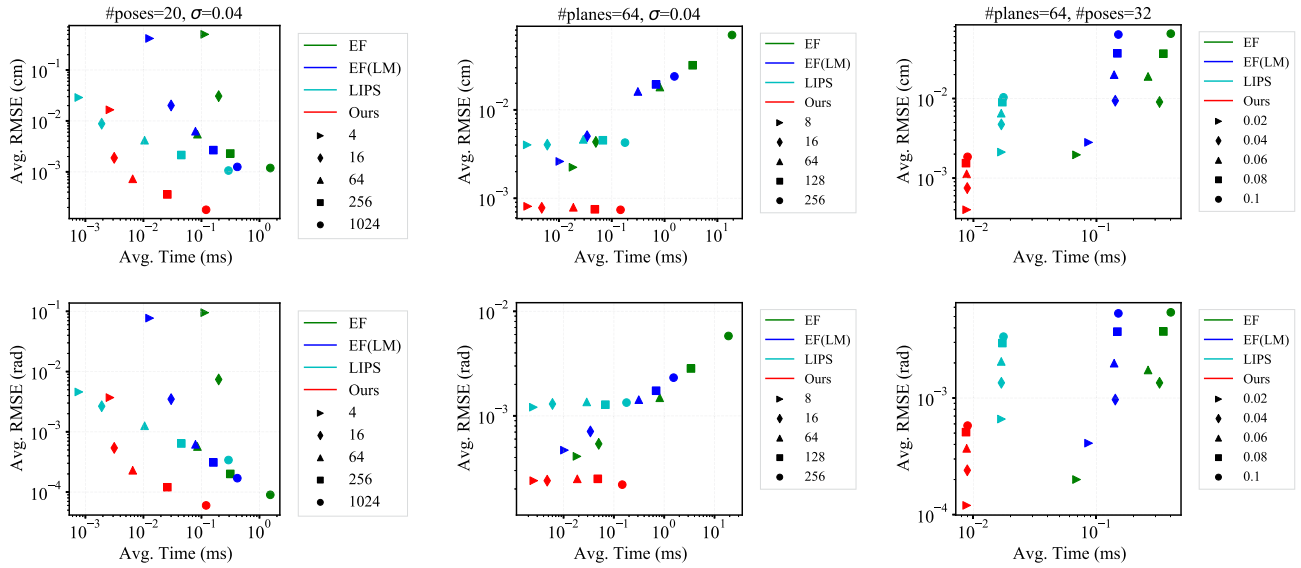 #poses=20, σ=0.04
Avg. RMSE (cm)
10⁻¹
10⁻²
10⁻³
10⁻³ 10⁻² 10⁻¹ 10⁰
Avg. Time (ms)
EF
EF(LM)
LIPS
Ours
4
16
64
256
1024
#planes=64, σ=0.04
Avg. RMSE (cm)
10⁻¹
10⁻²
10⁻³
10⁻² 10⁻¹ 10⁰ 10¹
Avg. Time (ms)
EF
EF(LM)
LIPS
Ours
8
16
64
128
256
#planes=64, #poses=32
Avg. RMSE (cm)
10⁻²
10⁻³
10⁻² 10⁻¹
Avg. Time (ms)
EF
EF(LM)
LIPS
Ours
0.02
0.04
0.06
0.08
0.1
Avg. RMSE (rad)
10⁻¹
10⁻²
10⁻³
10⁻⁴
10⁻³ 10⁻² 10⁻¹ 10⁰
Avg. Time (ms)
EF
EF(LM)
LIPS
Ours
4
16
64
256
1024
Avg. RMSE (rad)
10⁻²
10⁻³
10⁻² 10⁻¹ 10⁰ 10¹
Avg. Time (ms)
EF
EF(LM)
LIPS
Ours
8
16
64
128
256
Avg. RMSE (rad)
10⁻³
10⁻⁴
10⁻² 10⁻¹
Avg. Time (ms)
EF
EF(LM)
LIPS
Ours
0.02
0.04
0.06
0.08
0.1